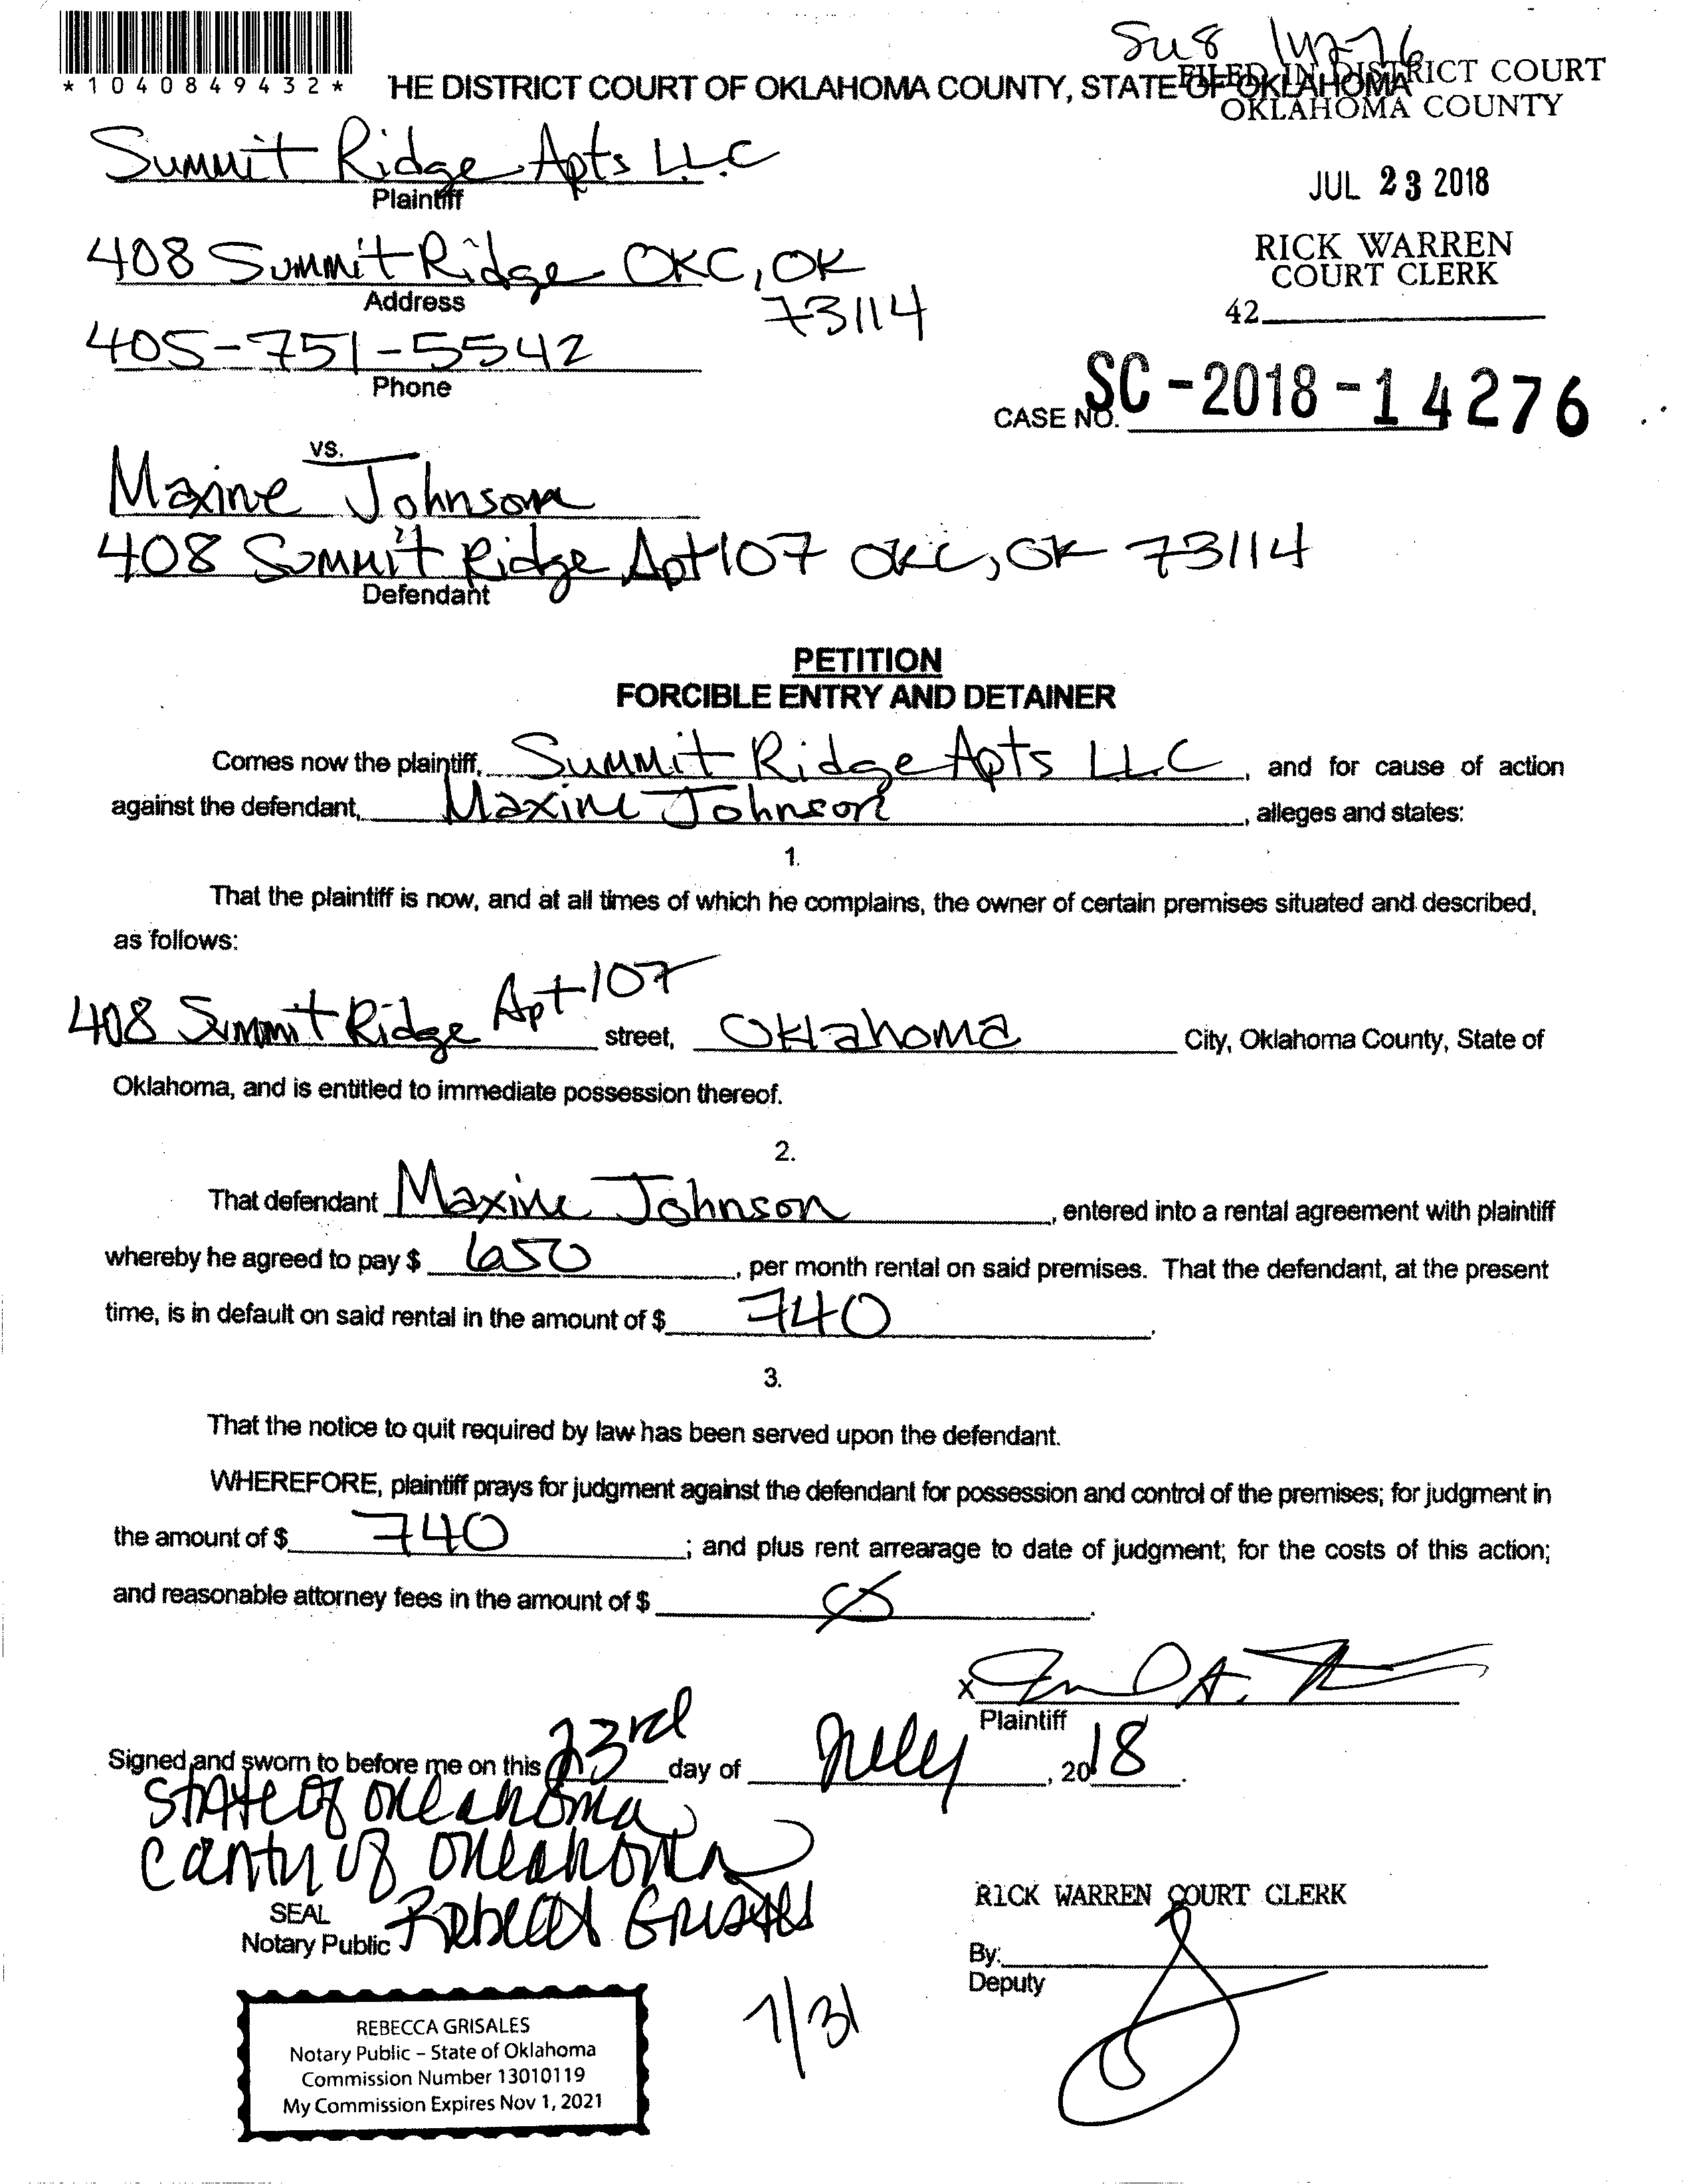 *1040849432*
HE DISTRICT COURT OF OKLAHOMA COUNTY, STATE OF OKLAHOMA
FILED IN DISTRICT COURT
OKLAHOMA COUNTY
Summit Ridge Apts LLC
Plaintiff
JUL 23 2018
408 Summit Ridge OKC, OK
73114
Address
RICK WARREN
COURT CLERK
42
405-751-5542
Phone
CASE NO. SC-2018-14276
vs.
Maxine Johnson
408 Summit Ridge Apt 107 OKC, OK 73114
Defendant
PETITION
FORCIBLE ENTRY AND DETAINER
Comes now the plaintiff, Summit Ridge Apts LLC, and for cause of action
against the defendant, Maxine Johnson, alleges and states:
1.
That the plaintiff is now, and at all times of which he complains, the owner of certain premises situated and described,
as follows:
408 Summit Ridge Apt 107 street, Oklahoma City, Oklahoma County, State of
Oklahoma, and is entitled to immediate possession thereof.
2.
That defendant Maxine Johnson, entered into a rental agreement with plaintiff
whereby he agreed to pay $ 650, per month rental on said premises. That the defendant, at the present
time, is in default on said rental in the amount of $ 740.
3.
That the notice to quit required by law has been served upon the defendant.
WHEREFORE, plaintiff prays for judgment against the defendant for possession and control of the premises; for judgment in
the amount of $ 740; and plus rent arrearage to date of judgment; for the costs of this action;
and reasonable attorney fees in the amount of $ Ø.
X
Plaintiff
Signed and sworn to before me on this 23rd day of July, 2018.
State of Oklahoma
County of Oklahoma
SEAL
Notary Public Rebecca Grisales
RICK WARREN COURT CLERK
By:
Deputy
7/31
REBECCA GRISALES
Notary Public – State of Oklahoma
Commission Number 13010119
My Commission Expires Nov 1, 2021